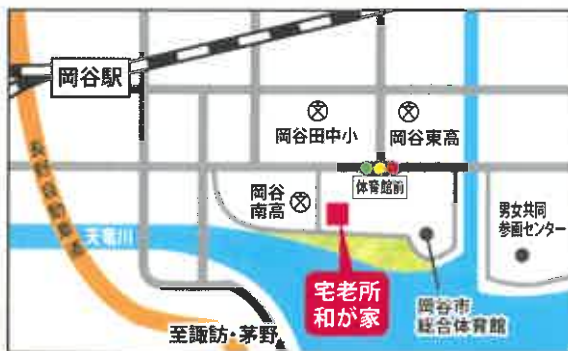 岡谷駅
岡谷田中小
岡谷東高
体育館前
岡谷
南高
男女共同
参画センター
天竜川
宅老所
和が家
岡谷市
総合体育館
至諏訪・茅野